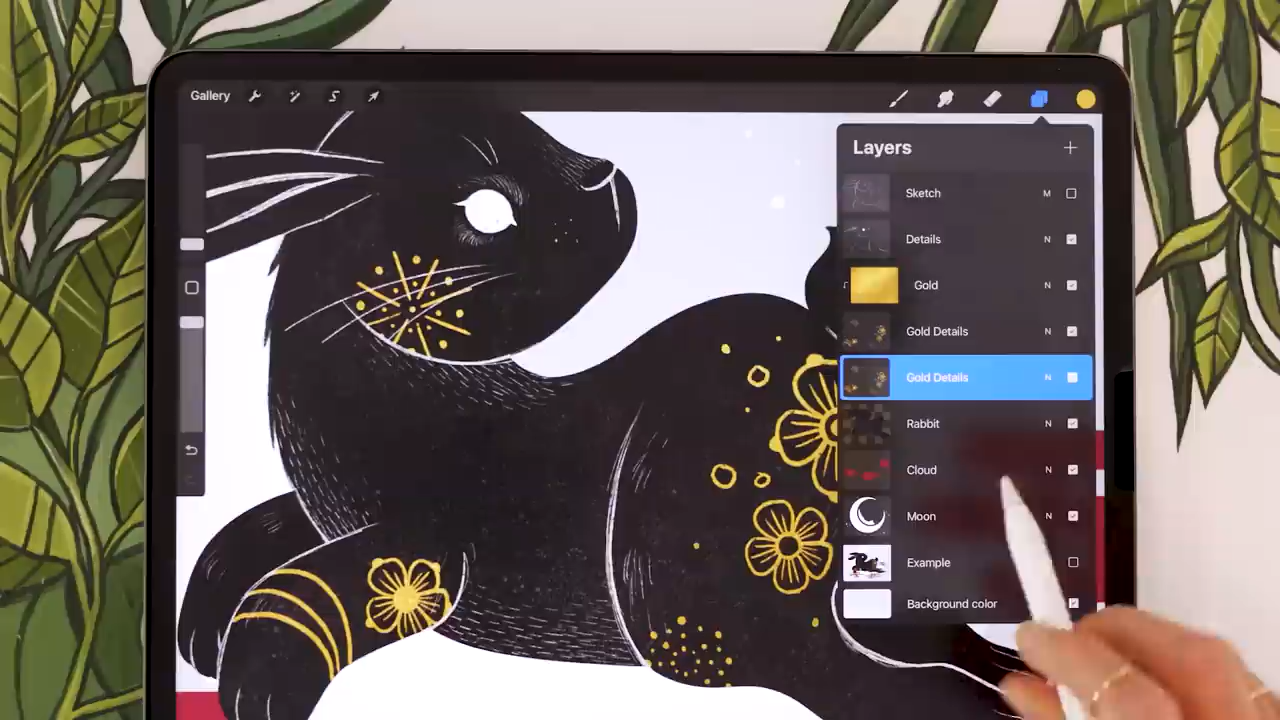 Gallery
Layers
Sketch M
Details N
Gold N
Gold Details N
Gold Details N
Rabbit N
Cloud N
Moon N
Example
Background color